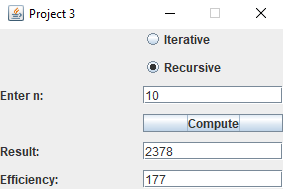 Project 3
Iterative
Recursive
Enter n: 10
Compute
Result: 2378
Efficiency: 177